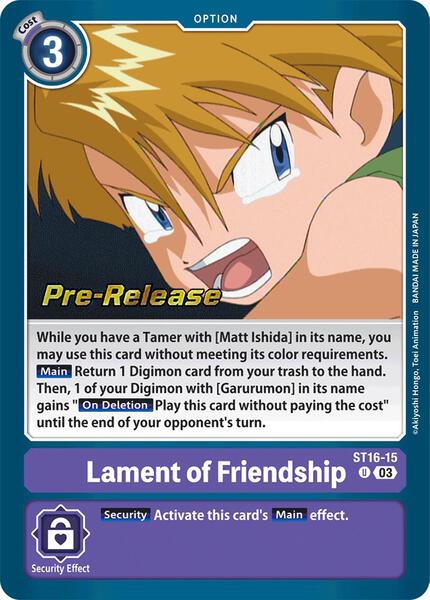 OPTION
Cost
3
Pre-Release
While you have a Tamer with [Matt Ishida] in its name, you
may use this card without meeting its color requirements.
Main Return 1 Digimon card from your trash to the hand.
Then, 1 of your Digimon with [Garurumon] in its name
gains "On Deletion Play this card without paying the cost"
until the end of your opponent's turn.
©Akiyoshi Hongo, Toei Animation BANDAI MADE IN JAPAN
ST16-15
Lament of Friendship U 03
Security Activate this card's Main effect.
Security Effect